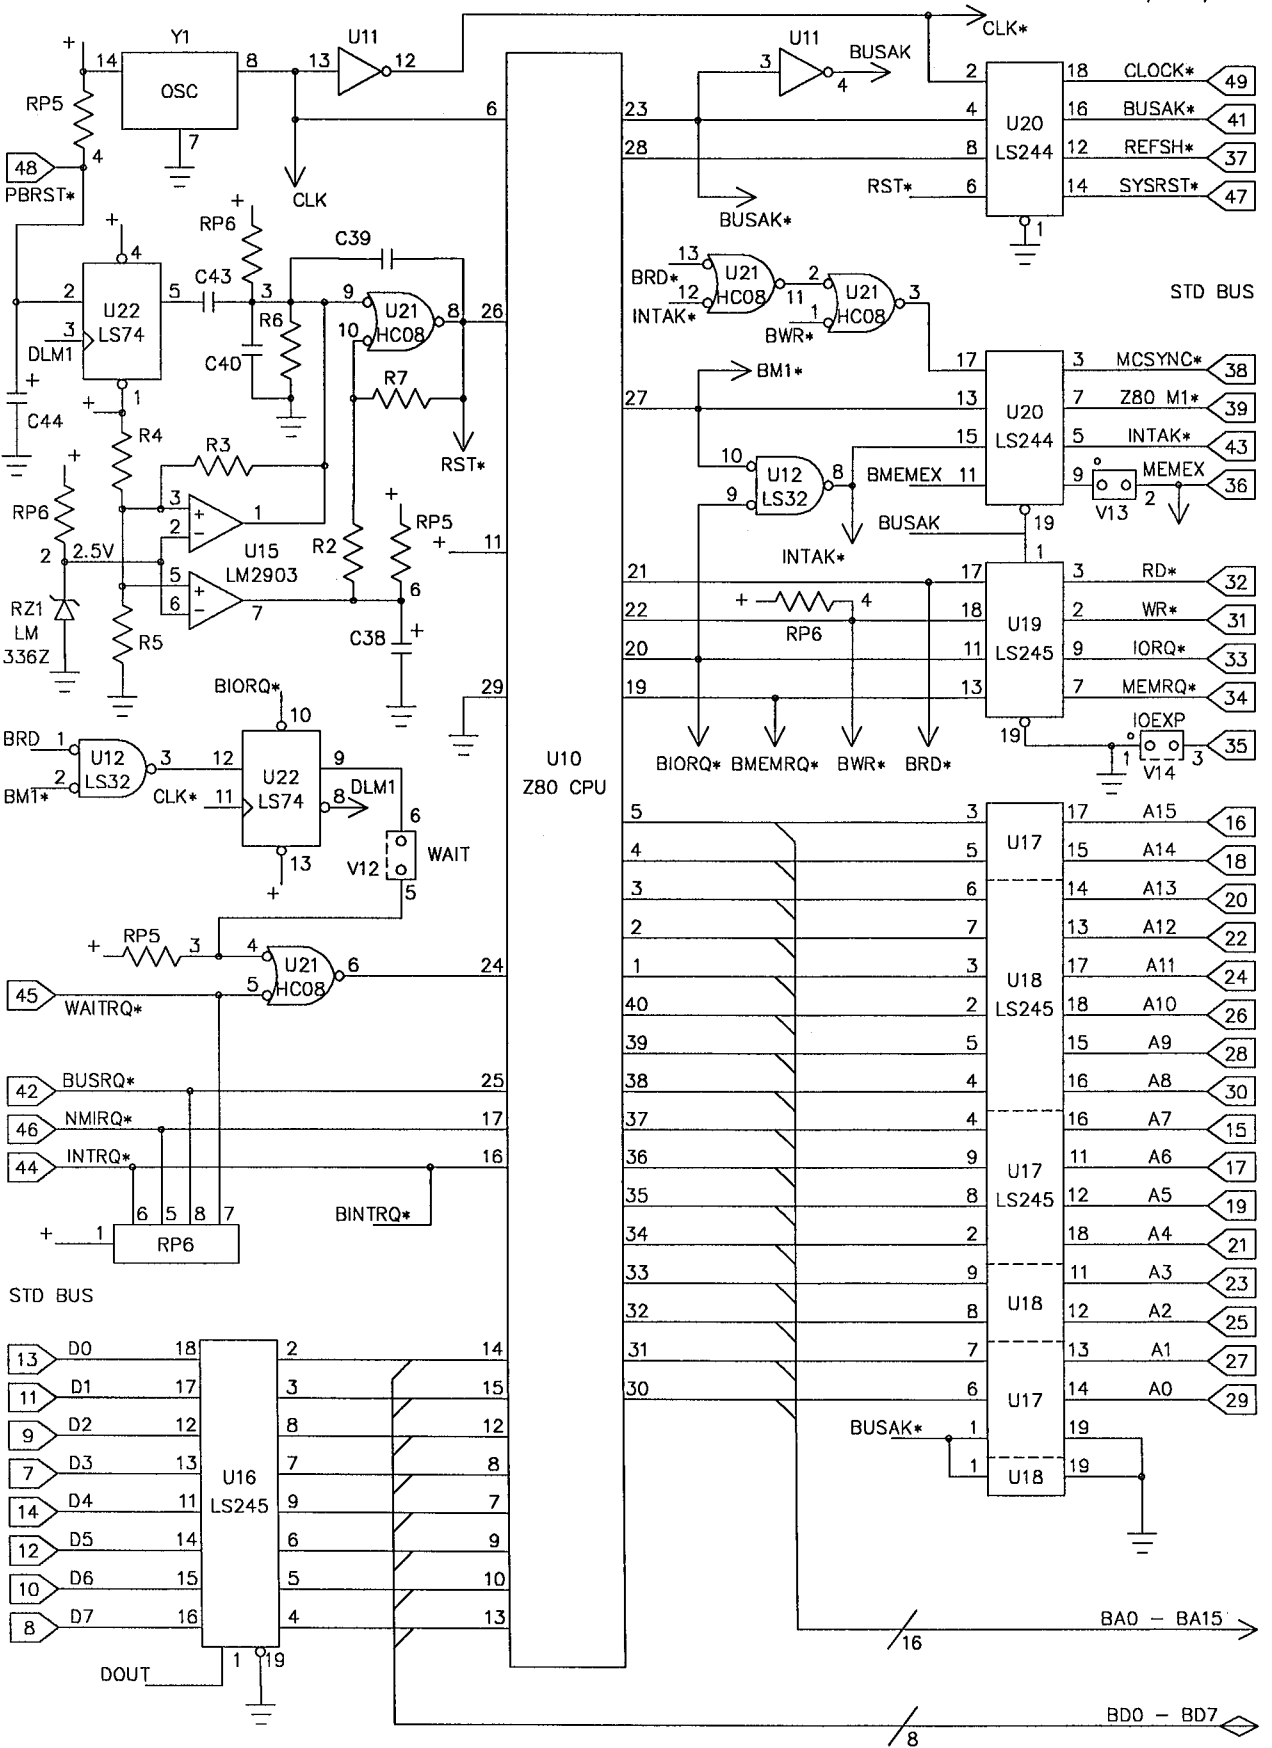 Y1 U11 CLK*
+ 14 8 13 12 U11 BUSAK 2 18 CLOCK* 49
OSC 3 4
RP5 6 23 4 U20 16 BUSAK* 41
7 28 8 LS244 12 REFSH* 37
48 4 RST* 6 14 SYSRST* 47
PBRST* CLK BUSAK* 1
+ RP6 + C39
4 BRD* 13 U21 2 U21
C43 HC08 11 HC08 3 STD BUS
2 U22 5 3 9 U21 8 26 INTAK* 12 1
3 LS74 R6 10 HC08 BWR*
DLM1 C40 17 3 MCSYNC* 38
+ + 1 R7 BM1*
C44 27 13 U20 7 Z80 M1* 39
R4 R3 RST* 15 LS244 5 INTAK* 43
+ 10 U12 8 BMEMEX 11 9 MEMEX 36
RP6 3 + 1 + RP5 9 LS32 V13 2
2 - R2 + 11 BUSAK 19
2 2.5V U15 INTAK* 1
LM2903 21 17 3 RD* 32
5 + 7 6 22 + RP6 4 18 U19 2 WR* 31
RZ1 6 - C38 + 20 11 LS245 9 IORQ* 33
LM R5
336Z 29 19 13 7 MEMRQ* 34
BIORQ* 10 19 IOEXP 35
BRD 1 U12 3 12 U22 9 U10 BIORQ* BMEMRQ* BWR* BRD* 1 V14 3
BM1* 2 LS32 CLK* 11 LS74 8 DLM1 Z80 CPU
6 5 3 U17 17 A15 16
13 V12 WAIT 4 5 15 A14 18
+ 5 3 6 14 A13 20
+ RP5 3 4 U21 6 24 2 7 13 A12 22
HC08 1 3 U18 17 A11 24
45 WAITRQ* 5 40 2 LS245 18 A10 26
39 5 15 A9 28
42 BUSRQ* 25 38 4 16 A8 30
46 NMIRQ* 17 37 4 16 A7 15
44 INTRQ* 16 36 9 U17 11 A6 17
6 5 8 7 BINTRQ* 35 8 LS245 12 A5 19
+ 1 RP6 34 2 18 A4 21
33 9 11 A3 23
STD BUS 32 8 U18 12 A2 25
13 D0 18 2 14 31 7 13 A1 27
11 D1 17 3 15 30 6 U17 14 A0 29
9 D2 12 8 12 BUSAK* 1 19
7 D3 13 U16 7 8 1 U18 19
14 D4 11 LS245 9 7
12 D5 14 6 9
10 D6 15 5 10
8 D7 16 4 13 16 BA0 - BA15
DOUT 1 19
8 BD0 - BD7